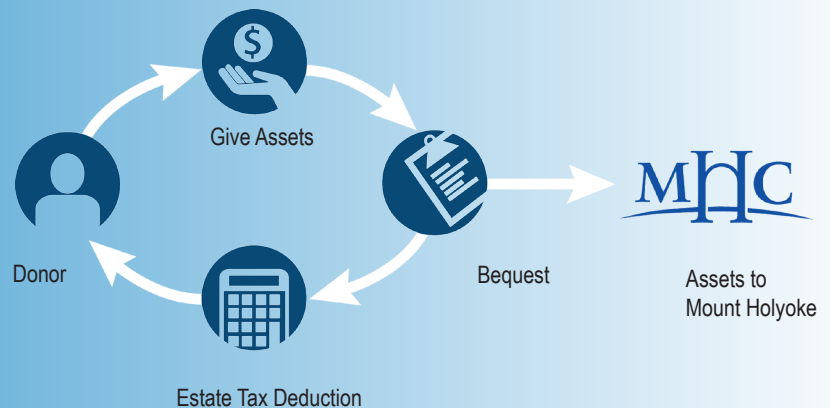 $
Give Assets
MHC
Donor
Bequest
Assets to
Mount Holyoke
Estate Tax Deduction